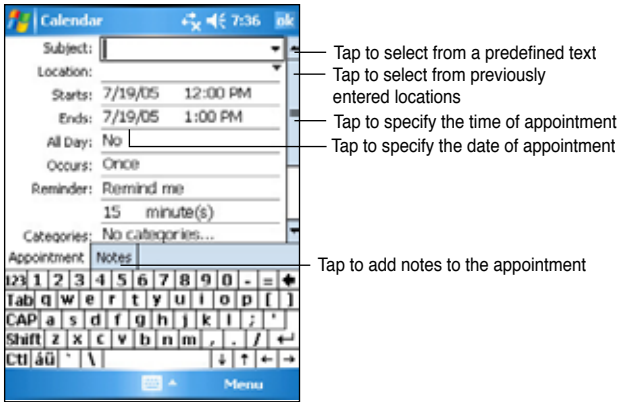 Calendar 7:36 ok
Subject:
Location:
Starts: 7/19/05 12:00 PM
Ends: 7/19/05 1:00 PM
All Day: No
Occurs: Once
Reminder: Remind me
15 minute(s)
Categories: No categories...
Appointment Notes
123 1 2 3 4 5 6 7 8 9 0 - =
Tab q w e r t y u i o p [ ]
CAP a s d f g h j k l ; '
Shift z x c v b n m , . /
Ctl áü ` \
Menu
Tap to select from a predefined text
Tap to select from previously
entered locations
Tap to specify the time of appointment
Tap to specify the date of appointment
Tap to add notes to the appointment